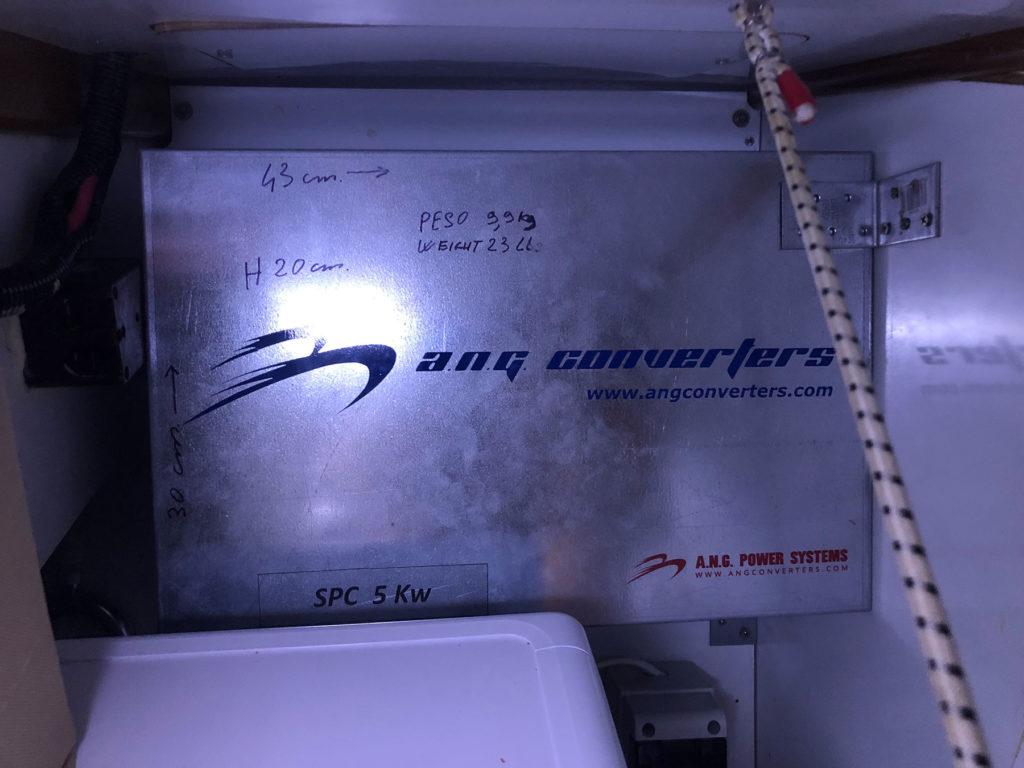 43 cm. →
PESO 9,9 kg
WEIGHT 23 LL.
H 20 cm.
a.n.g. converters
www.angconverters.com
30 cm →
A.N.G. POWER SYSTEMS
WWW.ANGCONVERTERS.COM
SPC 5 Kw